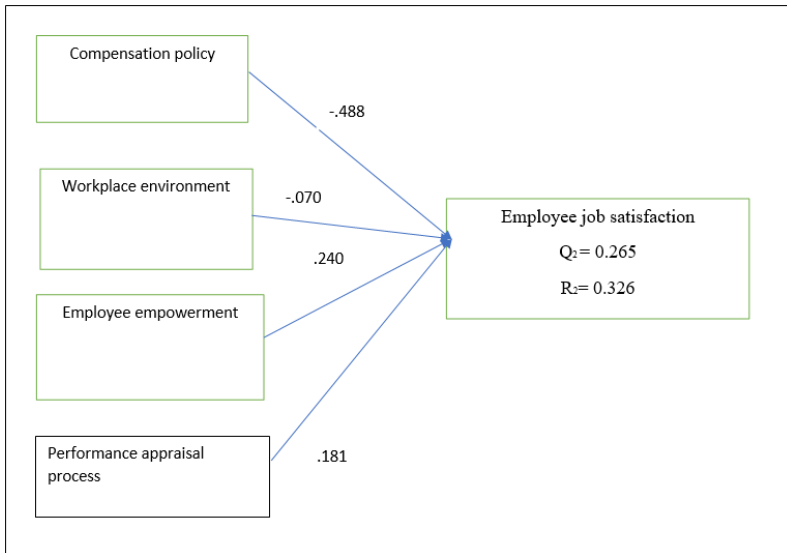 Compensation policy
-.488
Workplace environment
-.070
Employee job satisfaction
Q₂= 0.265
.240
R₂= 0.326
Employee empowerment
Performance appraisal
process
.181